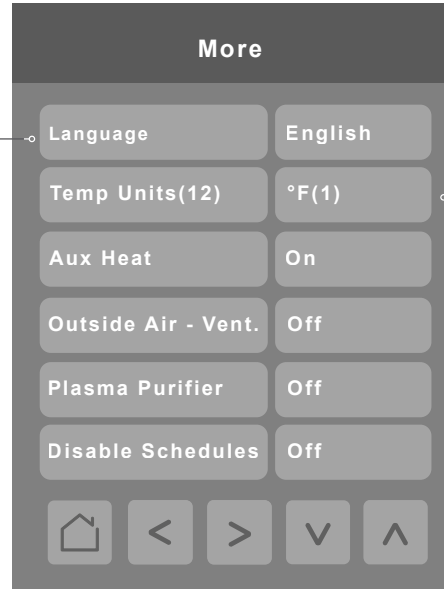 More
Language English
Temp Units(12) °F(1)
Aux Heat On
Outside Air - Vent. Off
Plasma Purifier Off
Disable Schedules Off
< > ∨ ∧